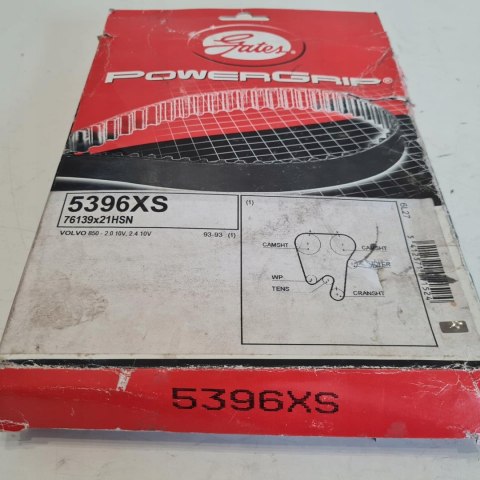 Gates
POWERGRIP®
5396XS
76139x21HSN
VOLVO 850 - 2.0 10V, 2.4 10V 93-93 (1)
(1)
CAMSHT CAMSHT
WP
TENS CRANSHT
5396XS